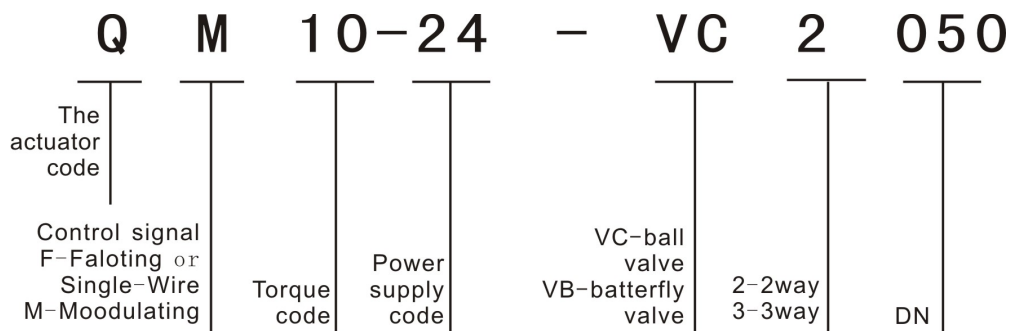 Q M 10-24 - VC 2 050
The
actuator
code
Control signal
F-Faloting or
Single-Wire
M-Moodulating
Torque
code
Power
supply
code
VC-ball
valve
VB-batterfly
valve
2-2way
3-3way
DN